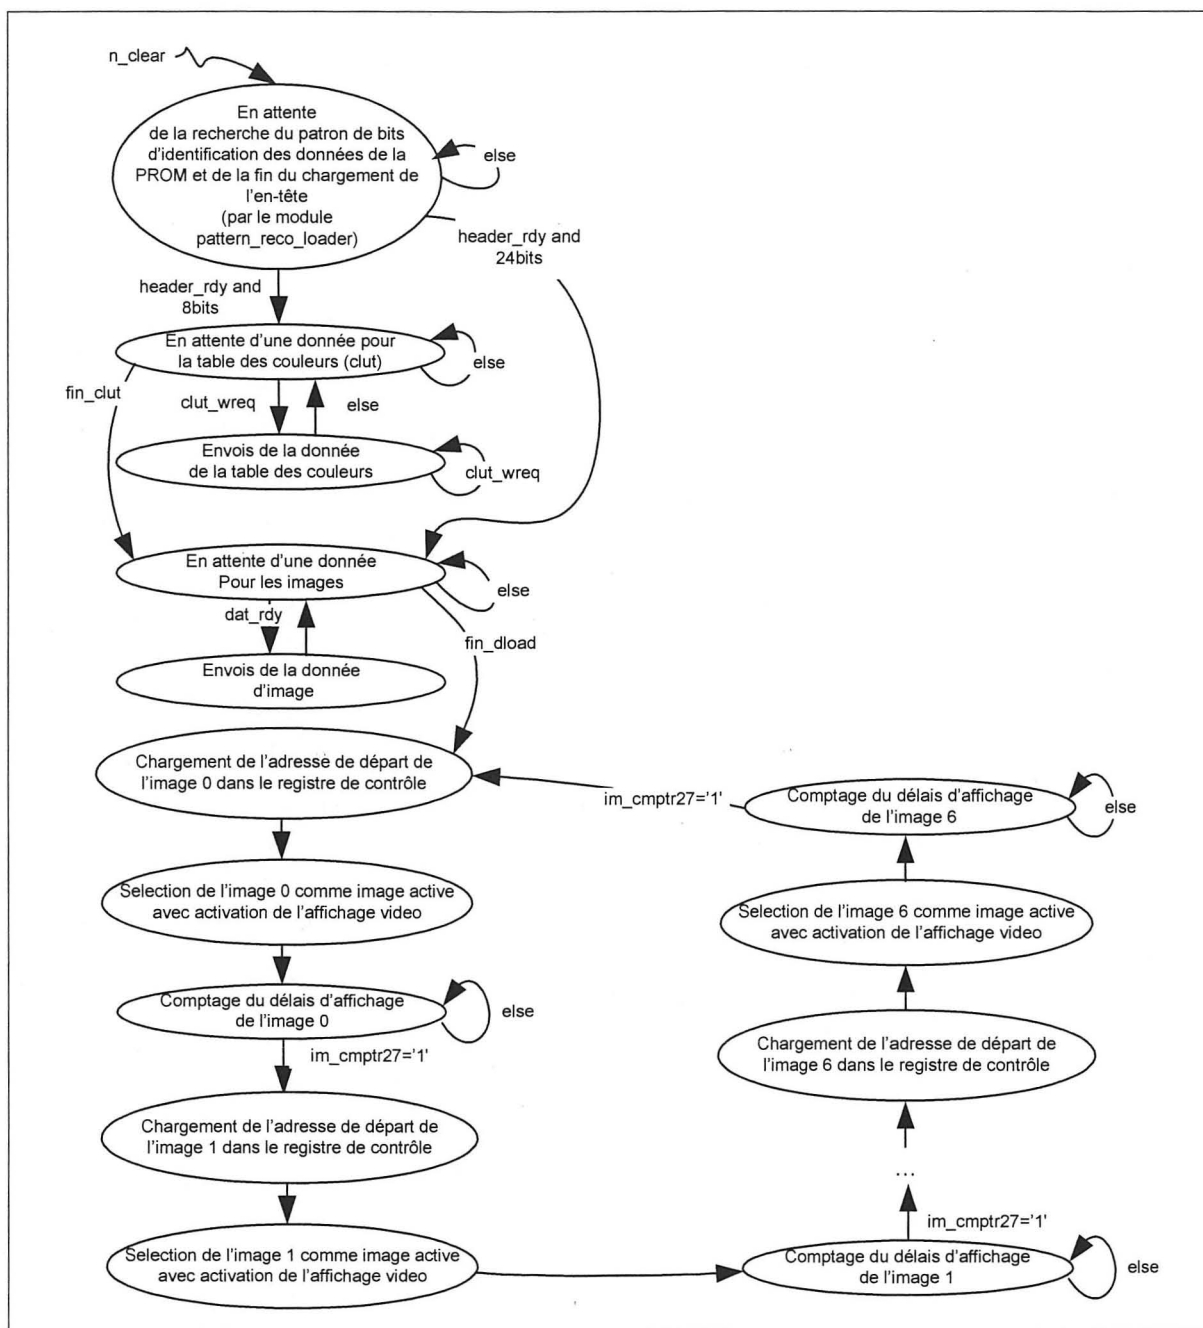 n_clear
En attente
de la recherche du patron de bits
d'identification des données de la
PROM et de la fin du chargement de
l'en-tête
(par le module
pattern_reco_loader)
else
header_rdy and
24bits
header_rdy and
8bits
En attente d'une donnée pour
la table des couleurs (clut)
else
fin_clut
clut_wreq
else
Envois de la donnée
de la table des couleurs
clut_wreq
En attente d'une donnée
Pour les images
else
dat_rdy
fin_dload
Envois de la donnée
d'image
Chargement de l'adresse de départ de
l'image 0 dans le registre de contrôle
Selection de l'image 0 comme image active
avec activation de l'affichage video
Comptage du délais d'affichage
de l'image 0
else
im_cmptr27='1'
Chargement de l'adresse de départ de
l'image 1 dans le registre de contrôle
Selection de l'image 1 comme image active
avec activation de l'affichage video
Comptage du délais d'affichage
de l'image 1
else
im_cmptr27='1'
...
Chargement de l'adresse de départ de
l'image 6 dans le registre de contrôle
Selection de l'image 6 comme image active
avec activation de l'affichage video
Comptage du délais d'affichage
de l'image 6
else
im_cmptr27='1'